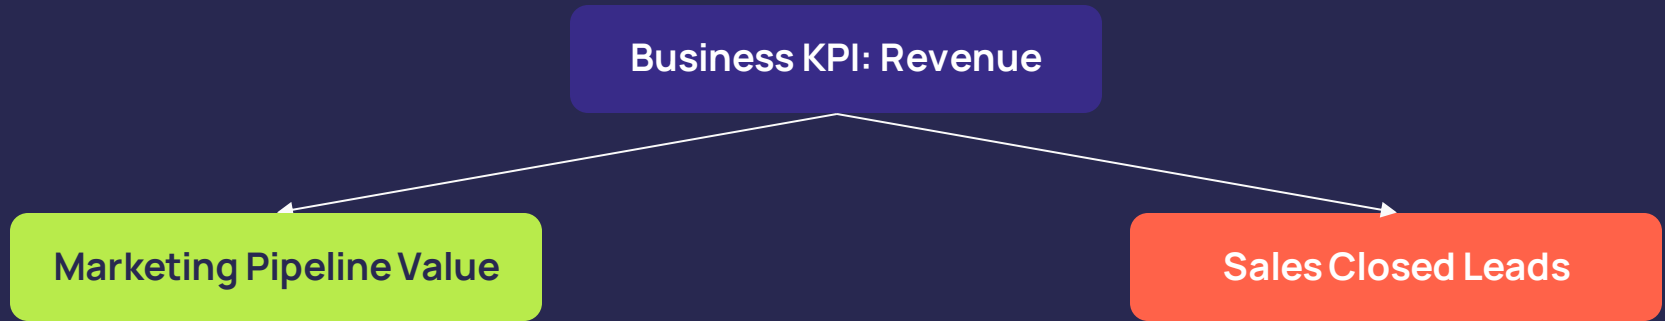 Business KPI: Revenue
Marketing Pipeline Value
Sales Closed Leads